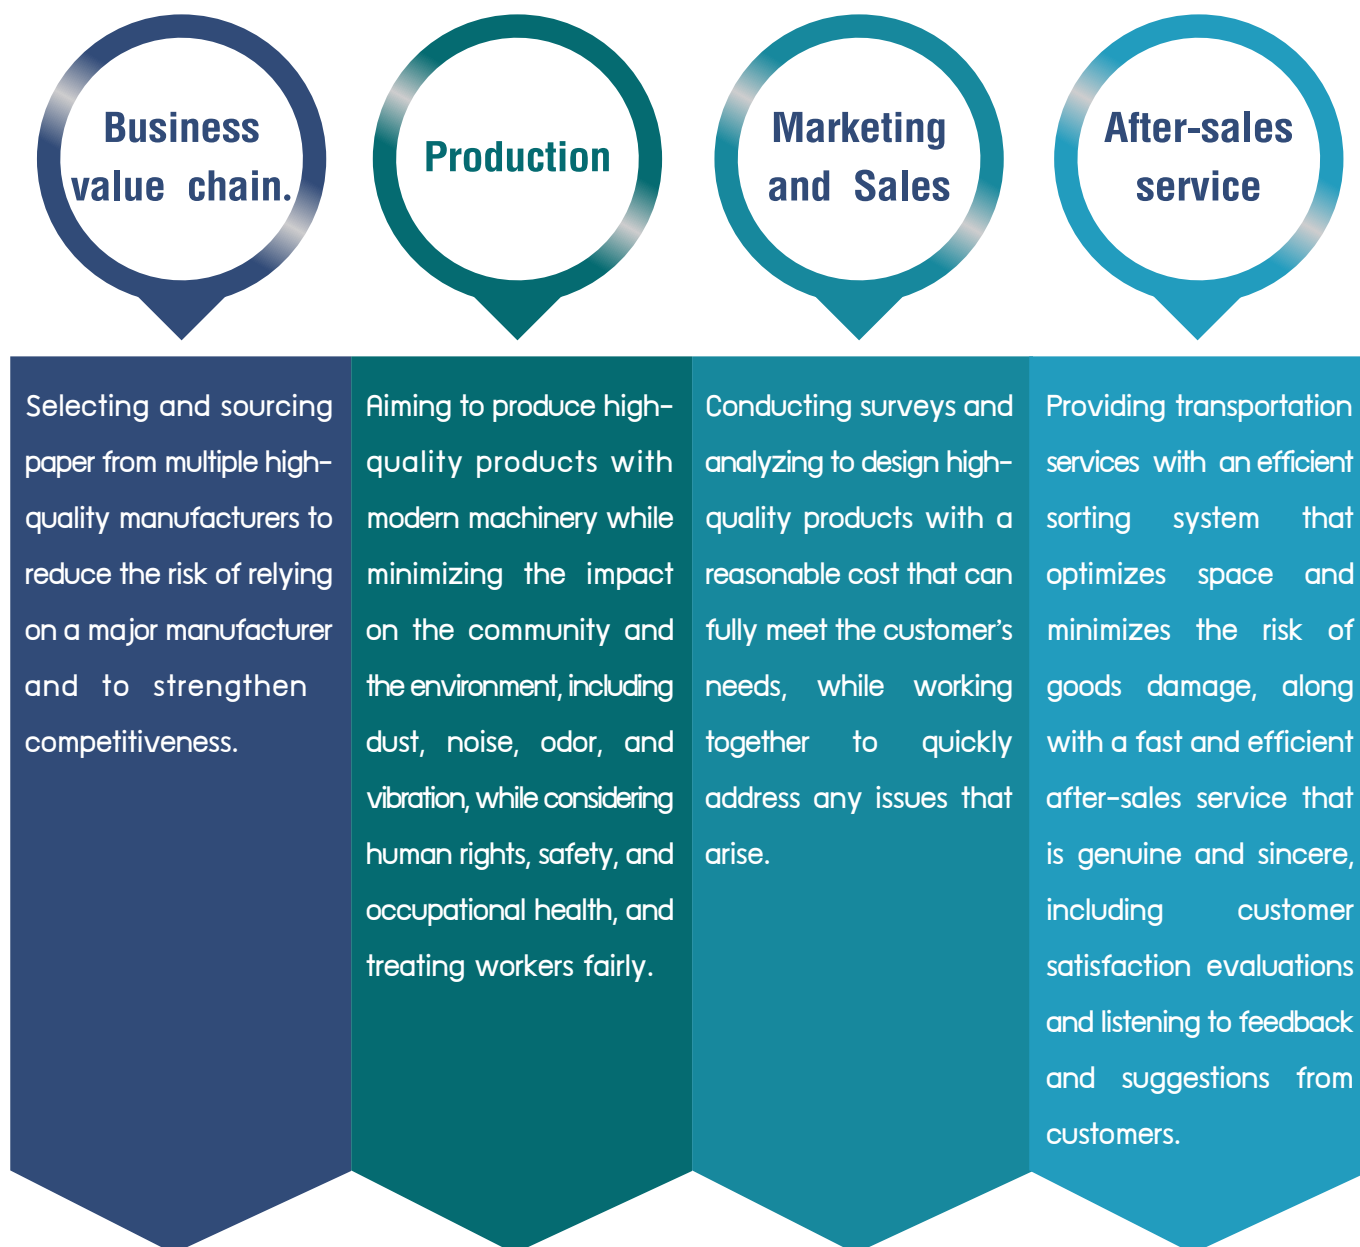 Business
value chain.
Selecting and sourcing
paper from multiple high-
quality manufacturers to
reduce the risk of relying
on a major manufacturer
and to strengthen
competitiveness.
Production
Aiming to produce high-
quality products with
modern machinery while
minimizing the impact
on the community and
the environment, including
dust, noise, odor, and
vibration, while considering
human rights, safety, and
occupational health, and
treating workers fairly.
Marketing
and Sales
Conducting surveys and
analyzing to design high-
quality products with a
reasonable cost that can
fully meet the customer's
needs, while working
together to quickly
address any issues that
arise.
After-sales
service
Providing transportation
services with an efficient
sorting system that
optimizes space and
minimizes the risk of
goods damage, along
with a fast and efficient
after-sales service that
is genuine and sincere,
including customer
satisfaction evaluations
and listening to feedback
and suggestions from
customers.